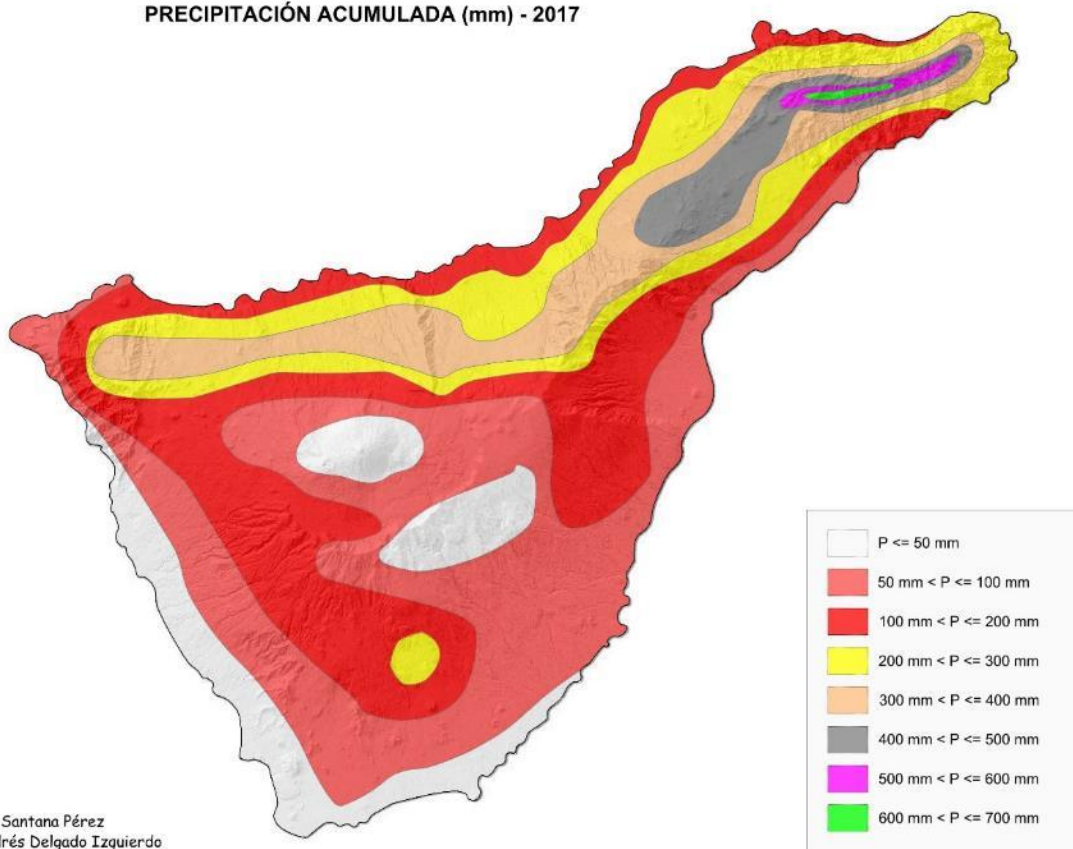 PRECIPITACIÓN ACUMULADA (mm) - 2017
P <= 50 mm
50 mm < P <= 100 mm
100 mm < P <= 200 mm
200 mm < P <= 300 mm
300 mm < P <= 400 mm
400 mm < P <= 500 mm
500 mm < P <= 600 mm
600 mm < P <= 700 mm
Santana Pérez
rés Delgado Izquierdo